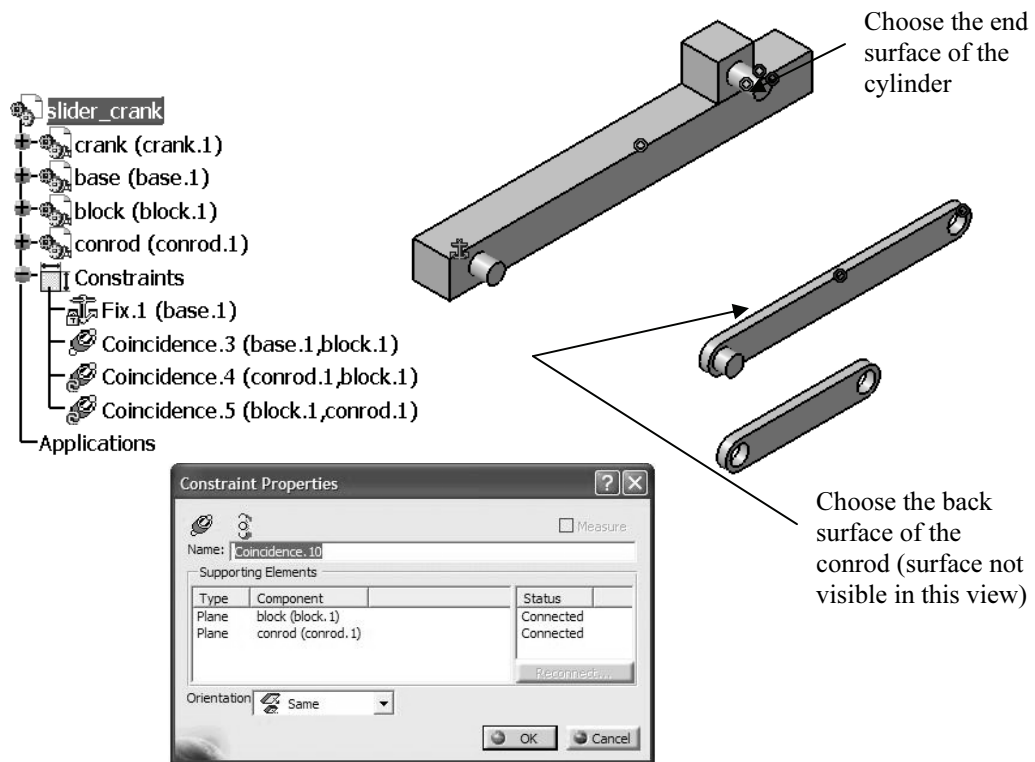 Choose the end
surface of the
cylinder
slider_crank
crank (crank.1)
base (base.1)
block (block.1)
conrod (conrod.1)
Constraints
Fix.1 (base.1)
Coincidence.3 (base.1,block.1)
Coincidence.4 (conrod.1,block.1)
Coincidence.5 (block.1,conrod.1)
Applications
Constraint Properties
Measure
Name: Coincidence.10
Supporting Elements
Type Component Status
Plane block (block.1) Connected
Plane conrod (conrod.1) Connected
Reconnect...
Orientation Same
OK Cancel
Choose the back
surface of the
conrod (surface not
visible in this view)